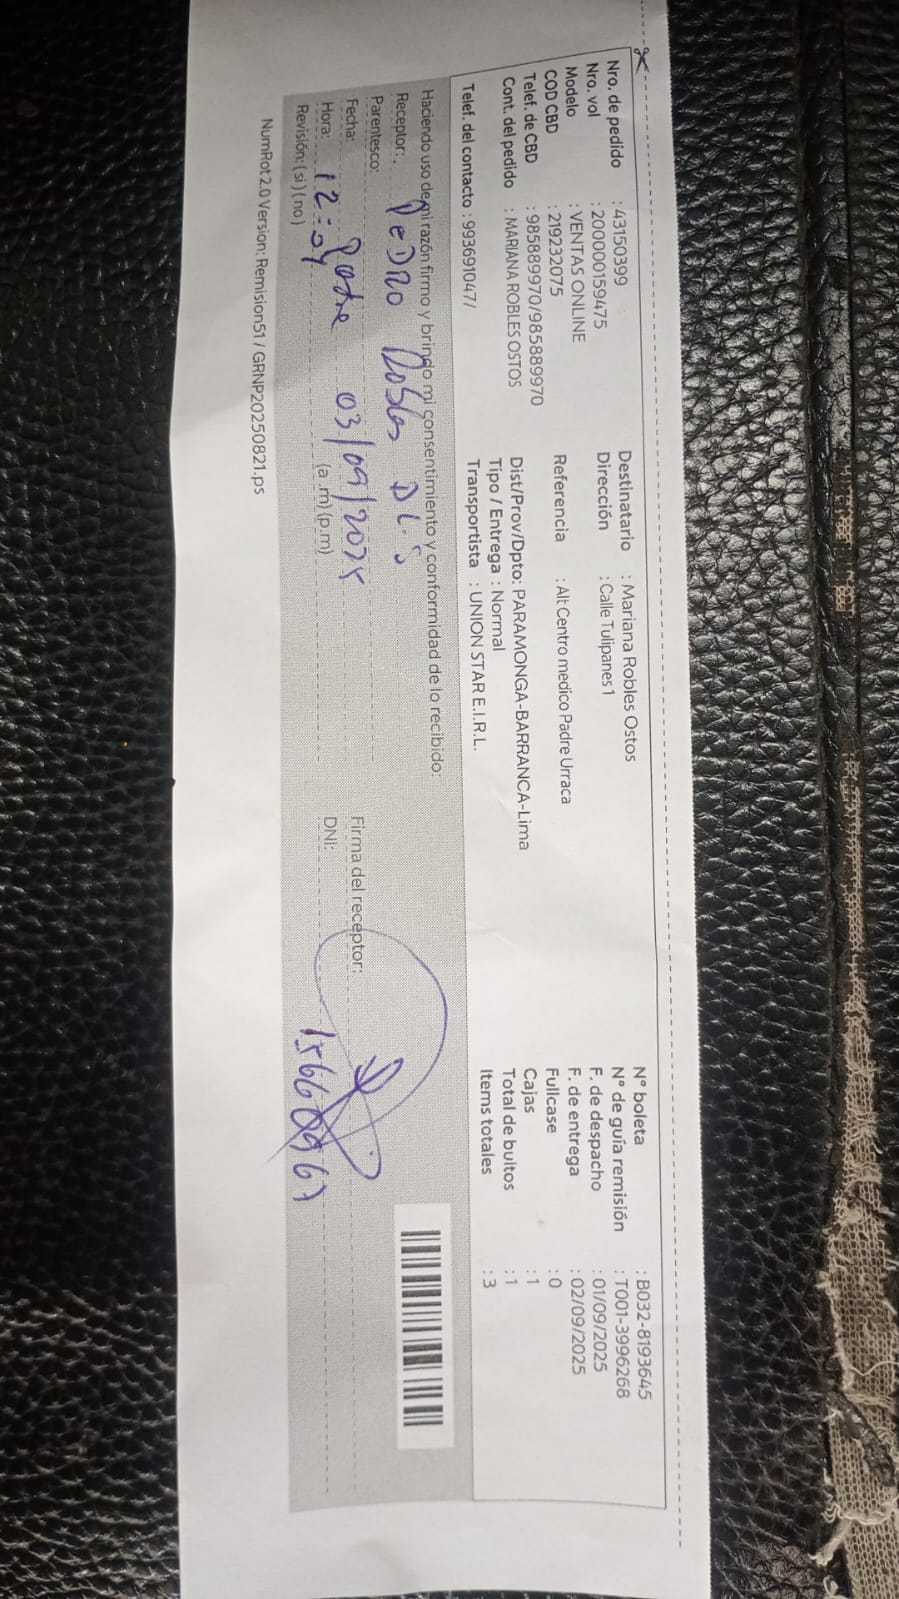 Nro. de pedido : 43150399
Nro. vol : 200000159475
Modelo : VENTAS ONLINE
COD CBD : 219232075
Telef. de CBD : 985889970/985889970
Cont. del pedido : MARIANA ROBLES OSTOS
Telef. del contacto : 993691047/
Destinatario : Mariana Robles Ostos
Dirección : Calle Tulipanes 1
Referencia : Alt Centro medico Padre Urraca
Dist/Prov/Dpto: PARAMONGA-BARRANCA-Lima
Tipo / Entrega : Normal
Transportista : UNION STAR E.I.R.L.
N° boleta : B032-8193645
N° de guía remisión : T001-3996268
F. de despacho : 01/09/2025
F. de entrega : 02/09/2025
Fullcase : 0
Cajas : 1
Total de bultos : 1
Items totales : 3
Haciendo uso de mi razón firmo y brindo mi consentimiento y conformidad de lo recibido:
Receptor: Pedro Robles
Parentesco: Padre
Fecha: 03/09/2025
Hora: (a .m) (p.m)
Revisión: ( si ) ( no )
Firma del receptor:
DNI:
NumRot 2.0 Version: Remision51 / GRNP20250821.ps